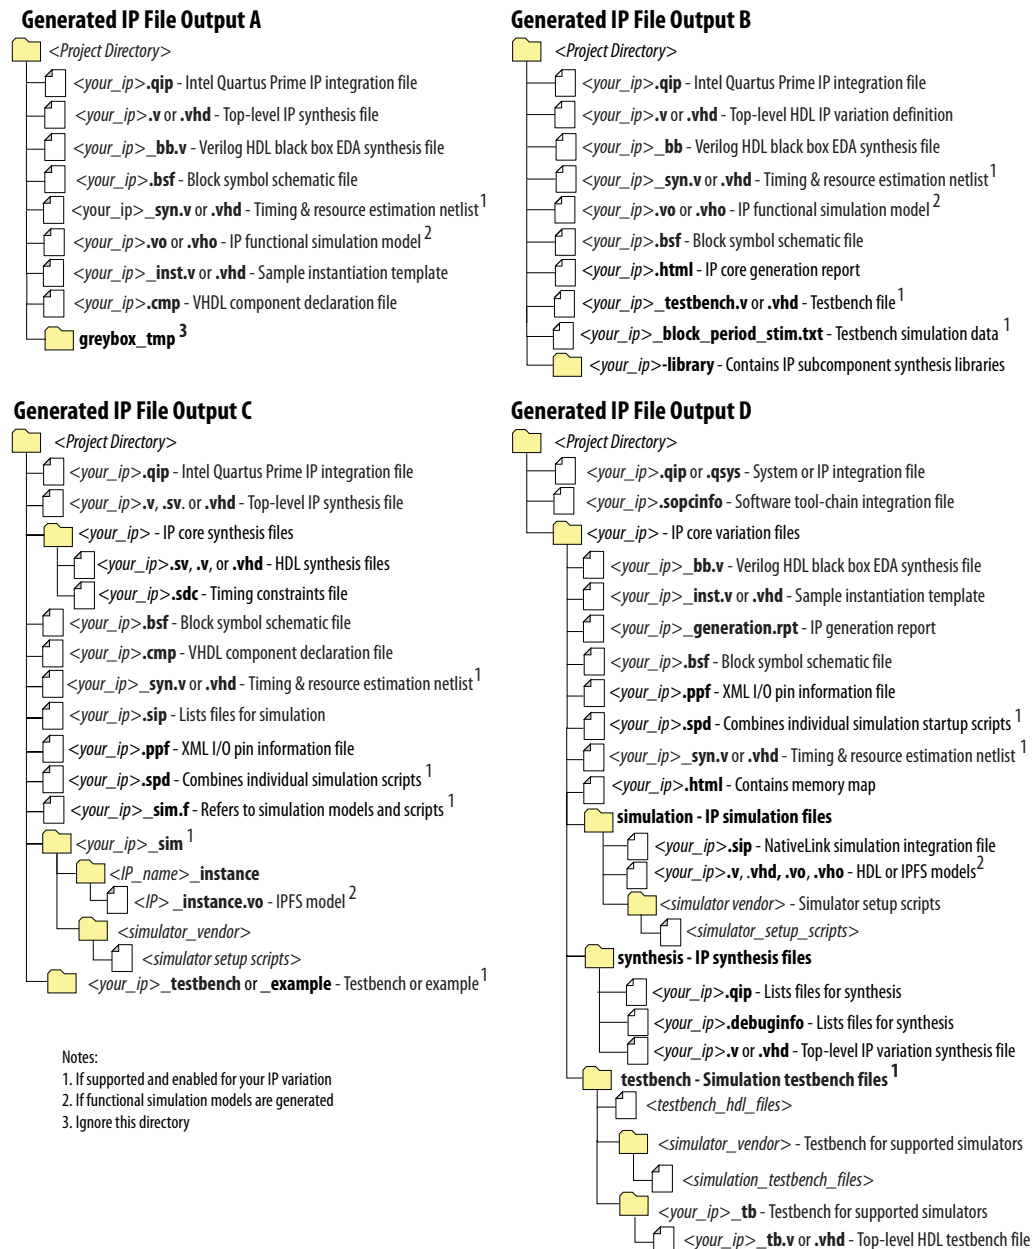 Generated IP File Output A
<Project Directory>
<your_ip>.qip - Intel Quartus Prime IP integration file
<your_ip>.v or .vhd - Top-level IP synthesis file
<your_ip>_bb.v - Verilog HDL black box EDA synthesis file
<your_ip>.bsf - Block symbol schematic file
<your_ip>_syn.v or .vhd - Timing & resource estimation netlist 1
<your_ip>.vo or .vho - IP functional simulation model 2
<your_ip>_inst.v or .vhd - Sample instantiation template
<your_ip>.cmp - VHDL component declaration file
greybox_tmp 3
Generated IP File Output B
<Project Directory>
<your_ip>.qip - Intel Quartus Prime IP integration file
<your_ip>.v or .vhd - Top-level HDL IP variation definition
<your_ip>_bb - Verilog HDL black box EDA synthesis file
<your_ip>_syn.v or .vhd - Timing & resource estimation netlist 1
<your_ip>.vo or .vho - IP functional simulation model 2
<your_ip>.bsf - Block symbol schematic file
<your_ip>.html - IP core generation report
<your_ip>_testbench.v or .vhd - Testbench file 1
<your_ip>_block_period_stim.txt - Testbench simulation data 1
<your_ip>-library - Contains IP subcomponent synthesis libraries
Generated IP File Output C
<Project Directory>
<your_ip>.qip - Intel Quartus Prime IP integration file
<your_ip>.v, .sv. or .vhd - Top-level IP synthesis file
<your_ip> - IP core synthesis files
<your_ip>.sv, .v, or .vhd - HDL synthesis files
<your_ip>.sdc - Timing constraints file
<your_ip>.bsf - Block symbol schematic file
<your_ip>.cmp - VHDL component declaration file
<your_ip>_syn.v or .vhd - Timing & resource estimation netlist 1
<your_ip>.sip - Lists files for simulation
<your_ip>.ppf - XML I/O pin information file
<your_ip>.spd - Combines individual simulation scripts 1
<your_ip>_sim.f - Refers to simulation models and scripts 1
<your_ip>_sim 1
<IP_name>_instance
<IP>_instance.vo - IPFS model 2
<simulator_vendor>
<simulator setup scripts>
<your_ip>_testbench or _example - Testbench or example 1
Notes:
1. If supported and enabled for your IP variation
2. If functional simulation models are generated
3. Ignore this directory
Generated IP File Output D
<Project Directory>
<your_ip>.qip or .qsys - System or IP integration file
<your_ip>.sopcinfo - Software tool-chain integration file
<your_ip> - IP core variation files
<your_ip>_bb.v - Verilog HDL black box EDA synthesis file
<your_ip>_inst.v or .vhd - Sample instantiation template
<your_ip>_generation.rpt - IP generation report
<your_ip>.bsf - Block symbol schematic file
<your_ip>.ppf - XML I/O pin information file
<your_ip>.spd - Combines individual simulation startup scripts 1
<your_ip>_syn.v or .vhd - Timing & resource estimation netlist 1
<your_ip>.html - Contains memory map
simulation - IP simulation files
<your_ip>.sip - NativeLink simulation integration file
<your_ip>.v, .vhd, .vo, .vho - HDL or IPFS models 2
<simulator vendor> - Simulator setup scripts
<simulator_setup_scripts>
synthesis - IP synthesis files
<your_ip>.qip - Lists files for synthesis
<your_ip>.debuginfo - Lists files for synthesis
<your_ip>.v or .vhd - Top-level IP variation synthesis file
testbench - Simulation testbench files 1
<testbench_hdl_files>
<simulator_vendor> - Testbench for supported simulators
<simulation_testbench_files>
<your_ip>_tb - Testbench for supported simulators
<your_ip>_tb.v or .vhd - Top-level HDL testbench file